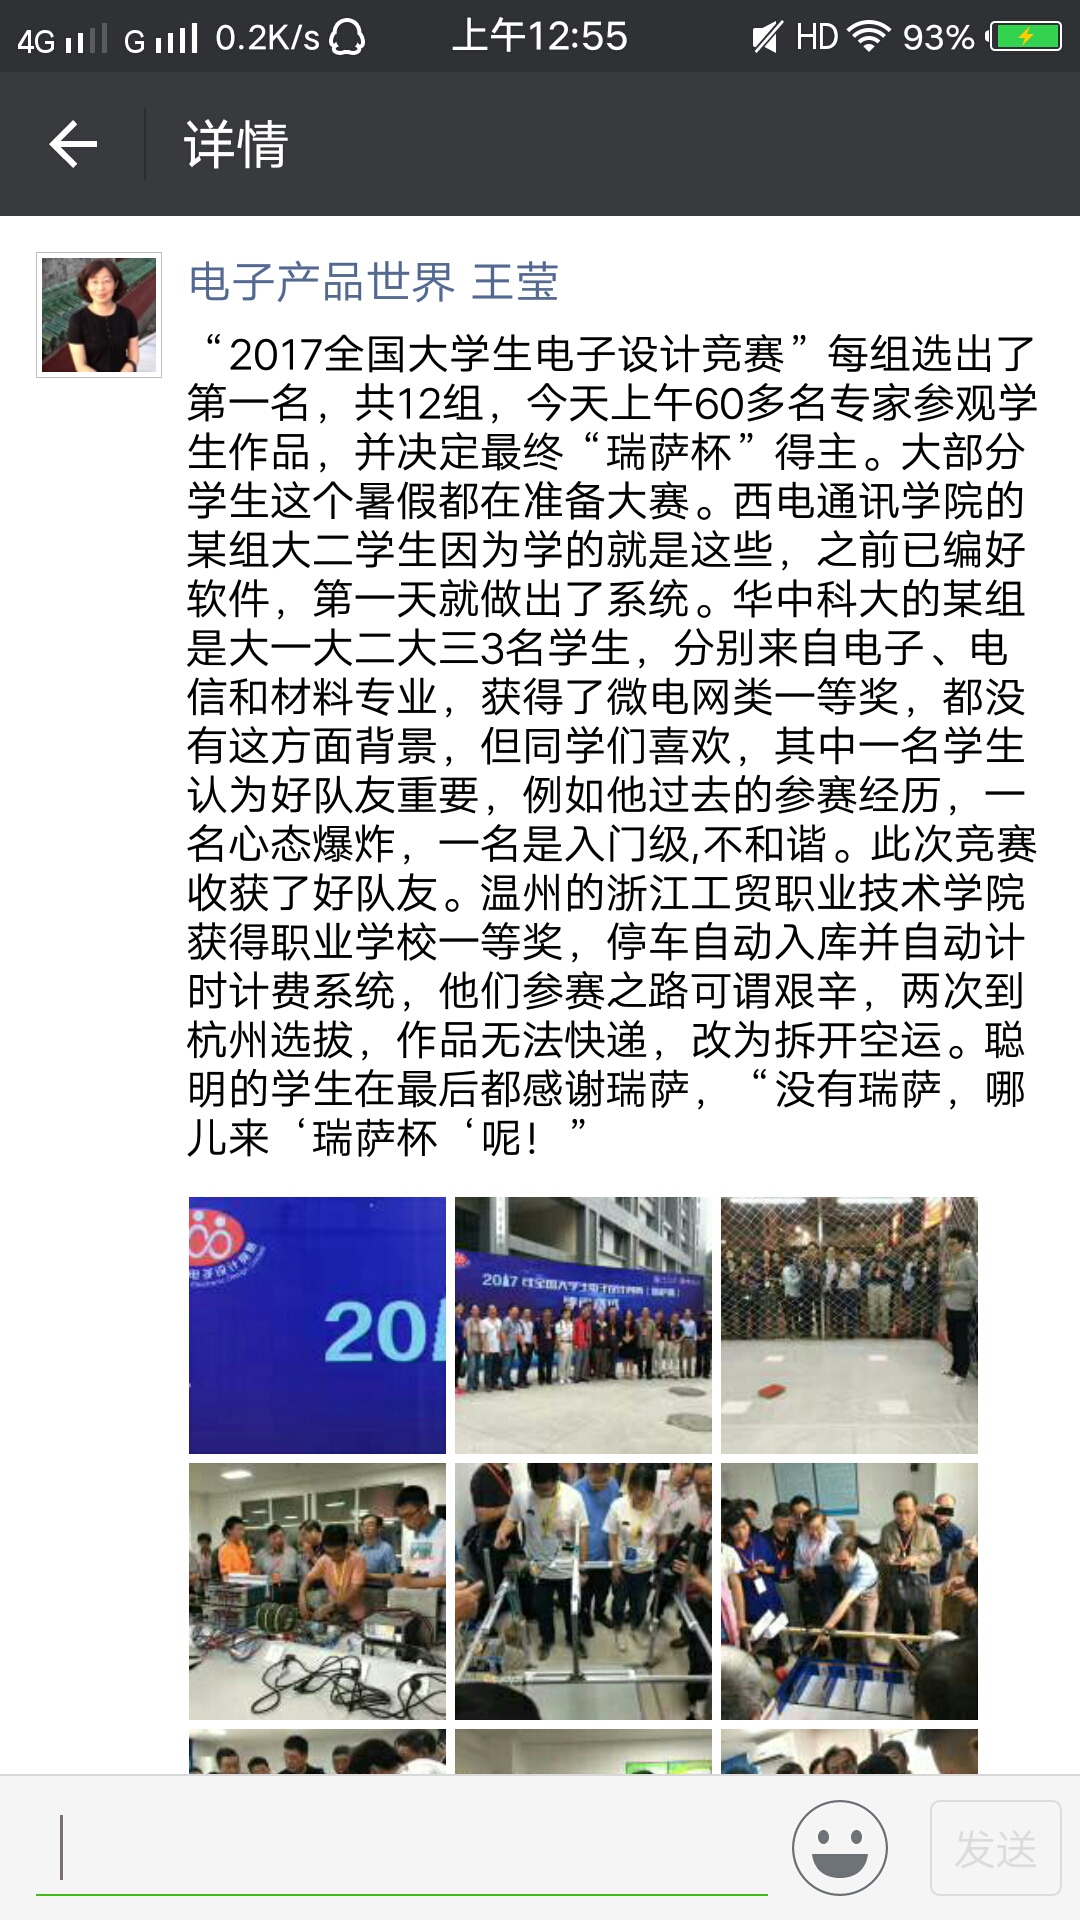 4G G 0.2K/s 上午12:55 HD 93%
详情
电子产品世界 王莹
“2017全国大学生电子设计竞赛”每组选出了
第一名，共12组，今天上午60多名专家参观学
生作品，并决定最终“瑞萨杯”得主。大部分
学生这个暑假都在准备大赛。西电通讯学院的
某组大二学生因为学的就是这些，之前已编好
软件，第一天就做出了系统。华中科大的某组
是大一大二大三3名学生，分别来自电子、电
信和材料专业，获得了微电网类一等奖，都没
有这方面背景，但同学们喜欢，其中一名学生
认为好队友重要，例如他过去的参赛经历，一
名心态爆炸，一名是入门级,不和谐。此次竞赛
收获了好队友。温州的浙江工贸职业技术学院
获得职业学校一等奖，停车自动入库并自动计
时计费系统，他们参赛之路可谓艰辛，两次到
杭州选拔，作品无法快递，改为拆开空运。聪
明的学生在最后都感谢瑞萨，“没有瑞萨，哪
儿来‘瑞萨杯‘呢！”
201
2017
发送